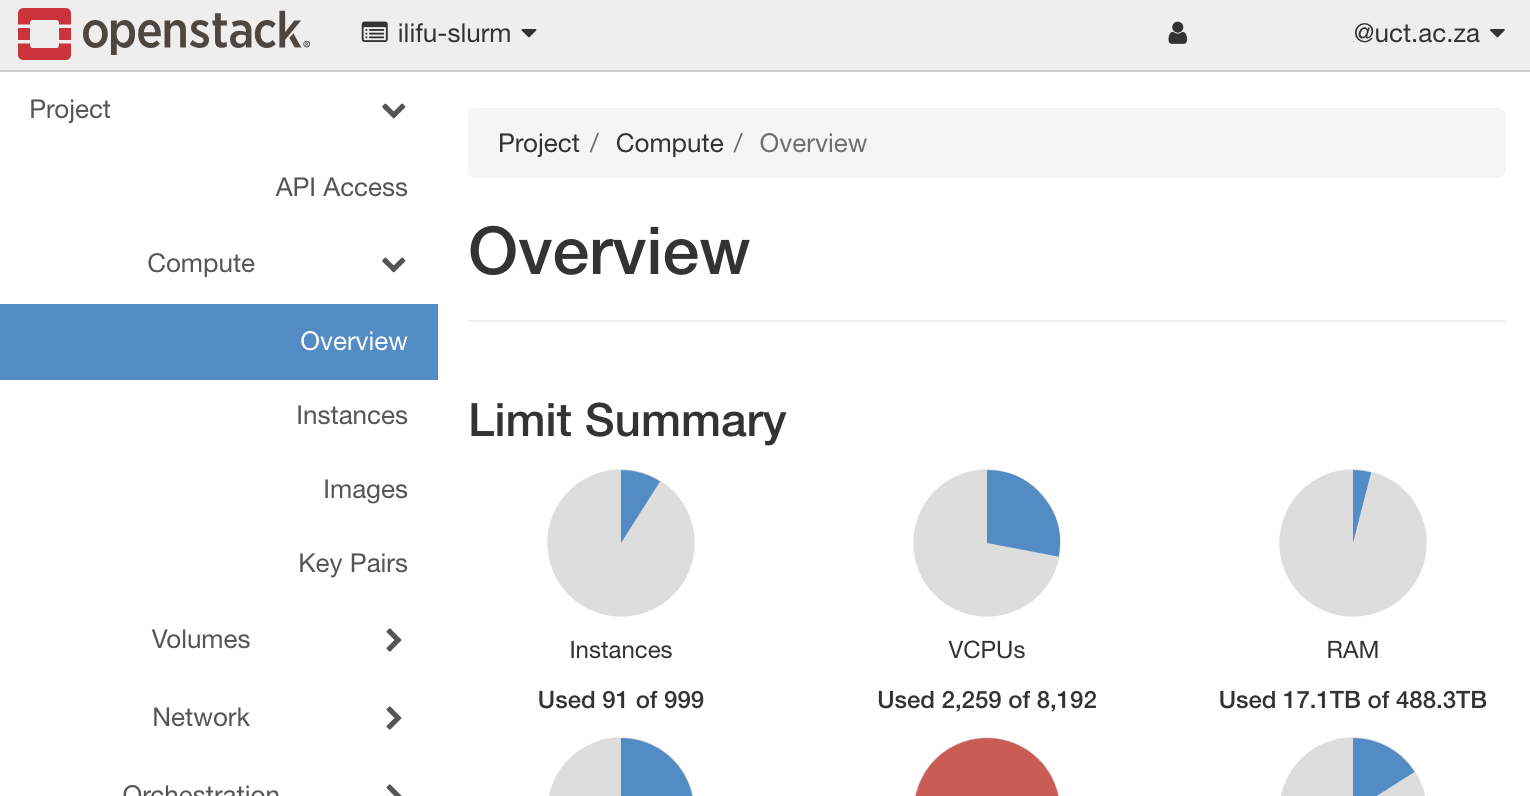 openstack.
ilifu-slurm
@uct.ac.za
Project
API Access
Compute
Overview
Instances
Images
Key Pairs
Volumes
Network
Orchestration
Project / Compute / Overview
Overview
Limit Summary
Instances
Used 91 of 999
VCPUs
Used 2,259 of 8,192
RAM
Used 17.1TB of 488.3TB